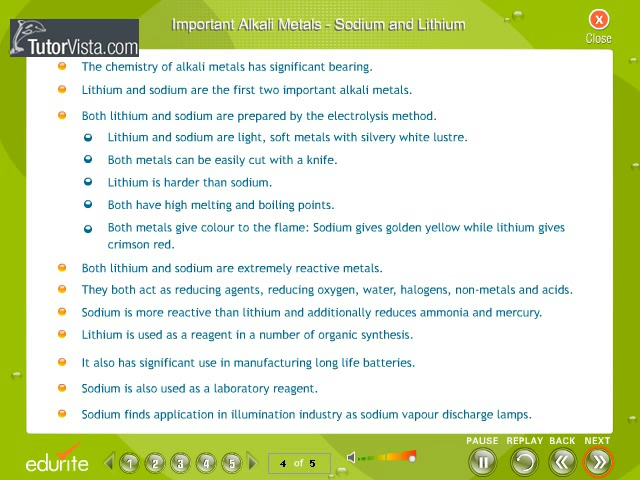 Important Alkali Metals - Sodium and Lithium
Close
TutorVista.com
The chemistry of alkali metals has significant bearing.
Lithium and sodium are the first two important alkali metals.
Both lithium and sodium are prepared by the electrolysis method.
Lithium and sodium are light, soft metals with silvery white lustre.
Both metals can be easily cut with a knife.
Lithium is harder than sodium.
Both have high melting and boiling points.
Both metals give colour to the flame: Sodium gives golden yellow while lithium gives
crimson red.
Both lithium and sodium are extremely reactive metals.
They both act as reducing agents, reducing oxygen, water, halogens, non-metals and acids.
Sodium is more reactive than lithium and additionally reduces ammonia and mercury.
Lithium is used as a reagent in a number of organic synthesis.
It also has significant use in manufacturing long life batteries.
Sodium is also used as a laboratory reagent.
Sodium finds application in illumination industry as sodium vapour discharge lamps.
PAUSE REPLAY BACK NEXT
edurite 1 2 3 4 5 4 of 5